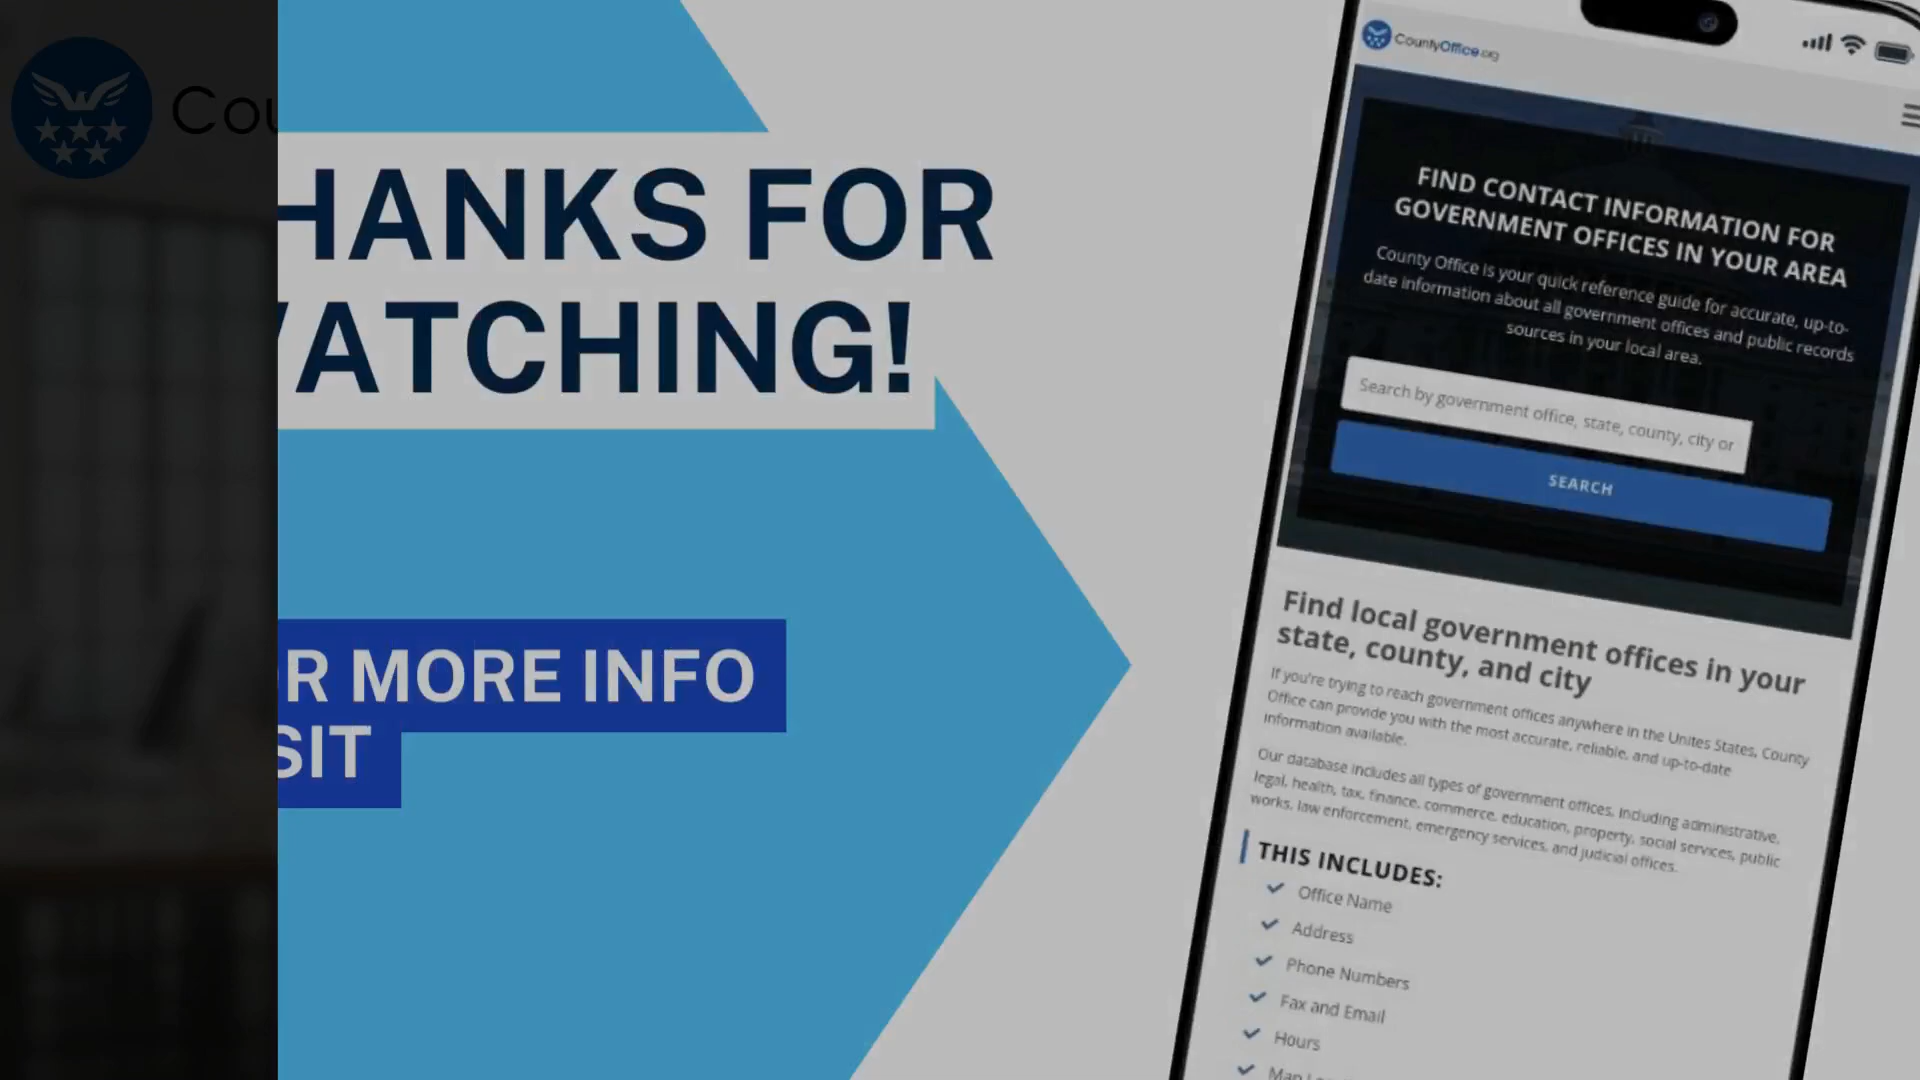 Cou
HANKS FOR
VATCHING!
R MORE INFO
SIT
CountyOffice.org
FIND CONTACT INFORMATION FOR
GOVERNMENT OFFICES IN YOUR AREA
County Office is your quick reference guide for accurate, up-to-
date information about all government offices and public records
sources in your local area.
Search by government office, state, county, city or
SEARCH
Find local government offices in your
state, county, and city
If you're trying to reach government offices anywhere in the Unites States, County
Office can provide you with the most accurate, reliable, and up-to-date
information available.
Our database includes all types of government offices, including administrative,
legal, health, tax, finance, commerce, education, property, social services, public
works, law enforcement, emergency services, and judicial offices.
THIS INCLUDES:
Office Name
Address
Phone Numbers
Fax and Email
Hours
Map